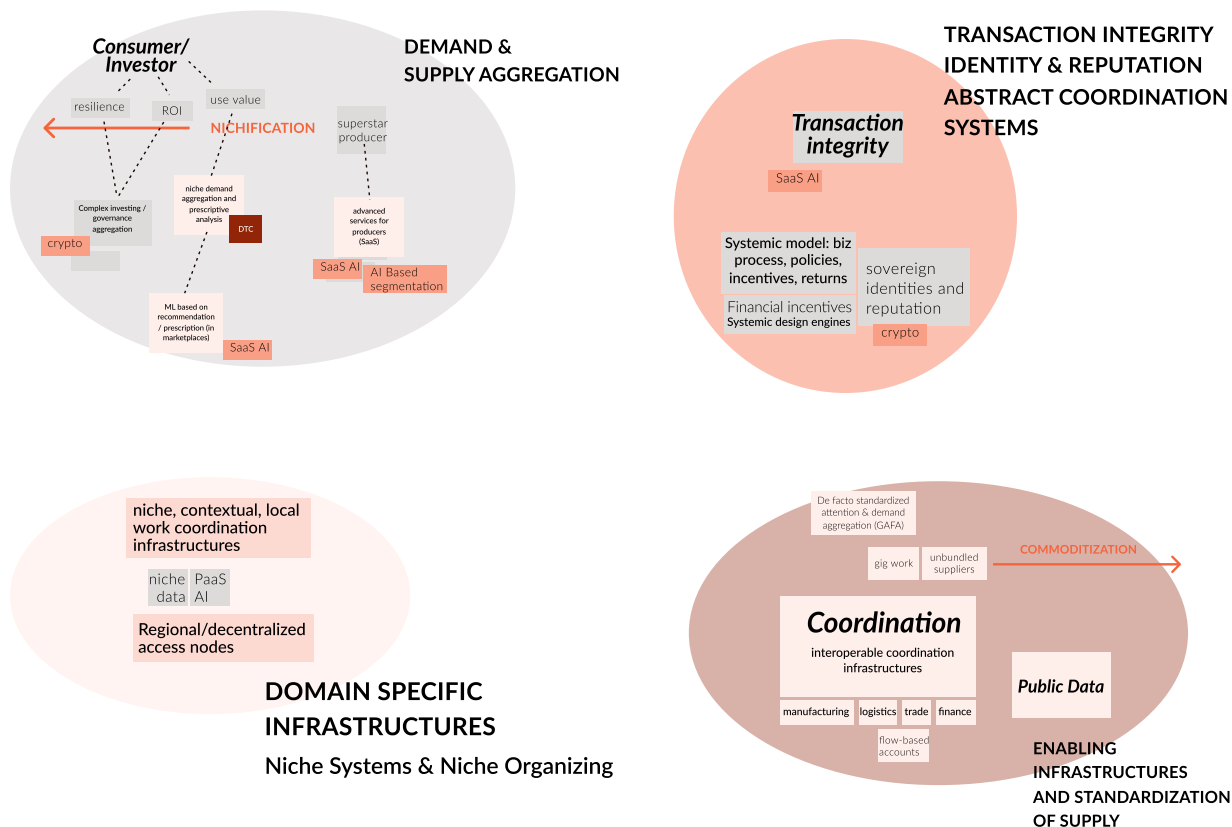 Consumer/
Investor
DEMAND &
SUPPLY AGGREGATION
resilience
ROI
use value
NICHIFICATION
superstar
producer
niche demand
aggregation and
prescriptive
analysis
DTC
Complex investing /
governance
aggregation
crypto
advanced
services for
producers
(SaaS)
SaaS AI
AI Based
segmentation
ML based on
recommendation
/ prescription (in
marketplaces)
SaaS AI
TRANSACTION INTEGRITY
IDENTITY & REPUTATION
ABSTRACT COORDINATION
SYSTEMS
Transaction
integrity
SaaS AI
Systemic model: biz
process, policies,
incentives, returns
Financial incentives
Systemic design engines
sovereign
identities and
reputation
crypto
niche, contextual, local
work coordination
infrastructures
niche
data
PaaS
AI
Regional/decentralized
access nodes
DOMAIN SPECIFIC
INFRASTRUCTURES
Niche Systems & Niche Organizing
De facto standardized
attention & demand
aggregation (GAFA)
gig work
unbundled
suppliers
COMMODITIZATION
Coordination
interoperable coordination
infrastructures
manufacturing
logistics
trade
finance
flow-based
accounts
Public Data
ENABLING
INFRASTRUCTURES
AND STANDARDIZATION
OF SUPPLY